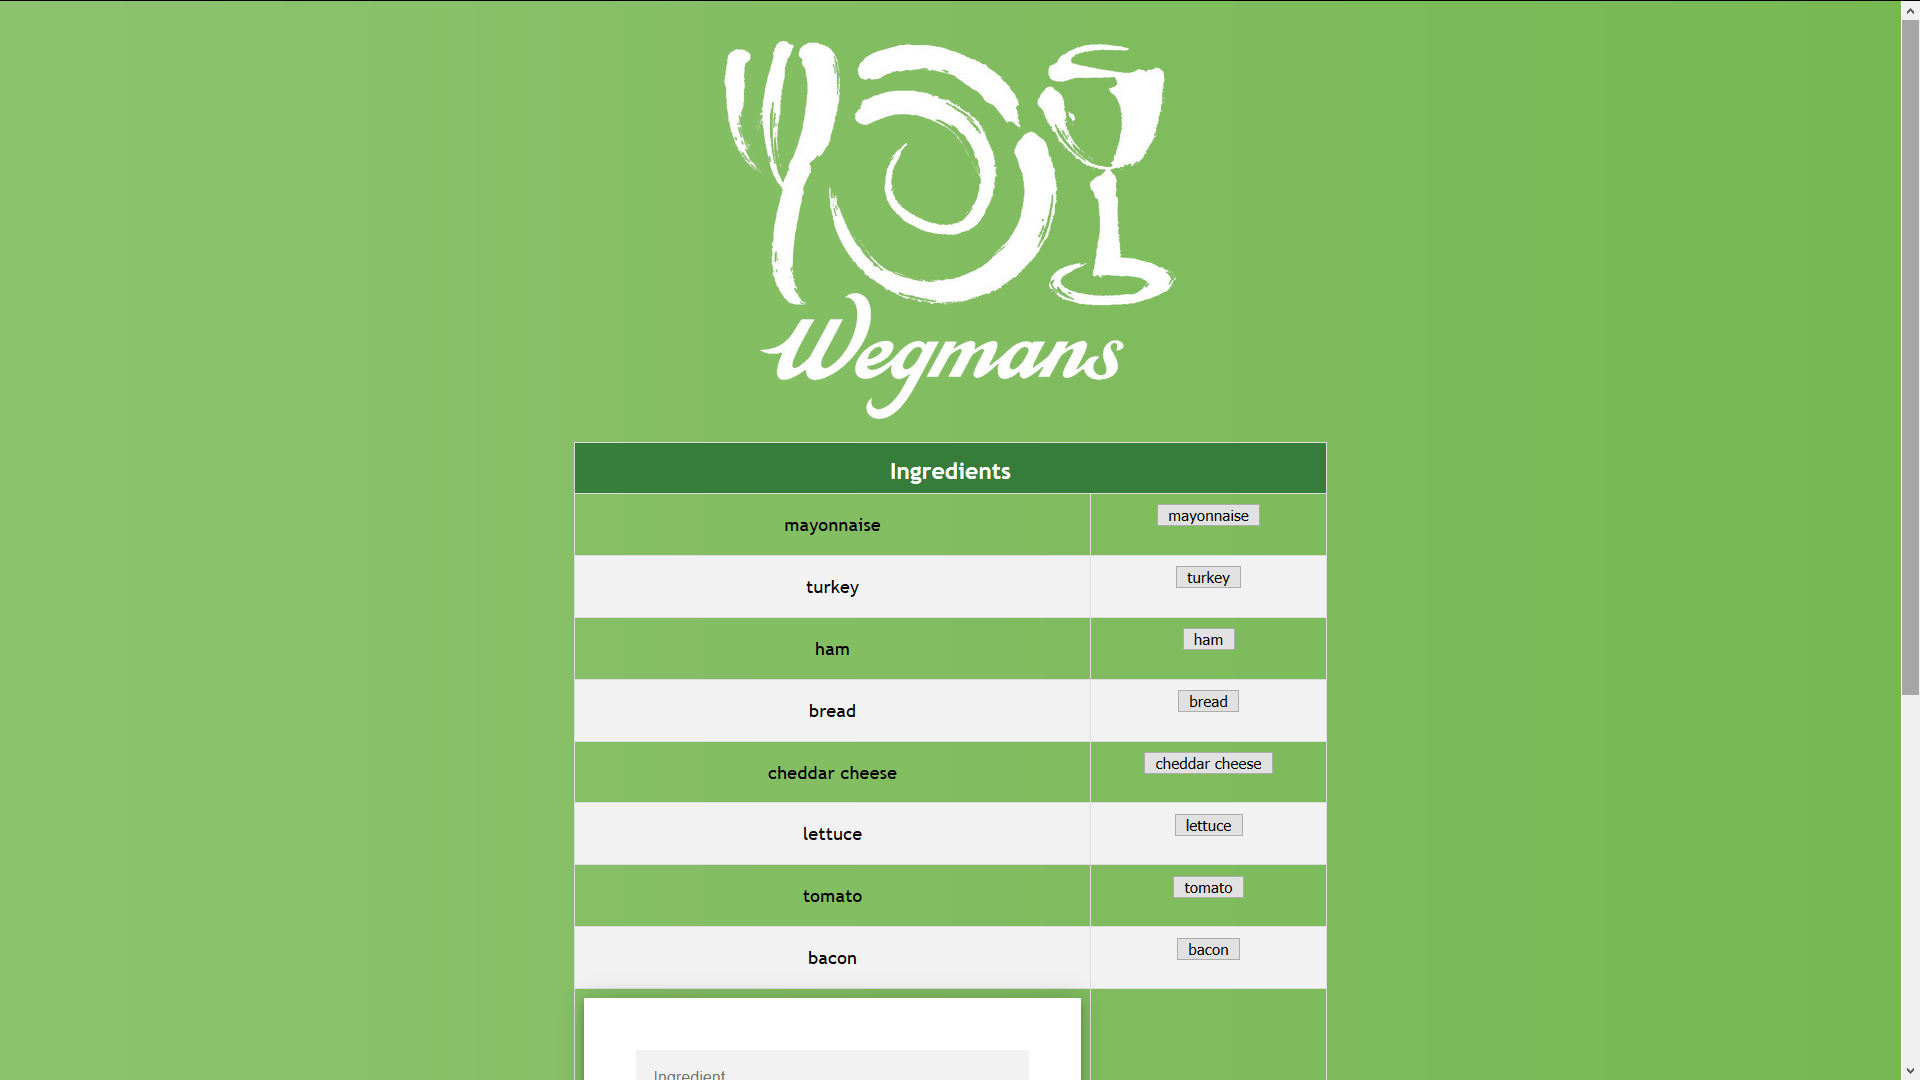 Wegmans
Ingredients
mayonnaise mayonnaise
turkey turkey
ham ham
bread bread
cheddar cheese cheddar cheese
lettuce lettuce
tomato tomato
bacon bacon
Ingredient